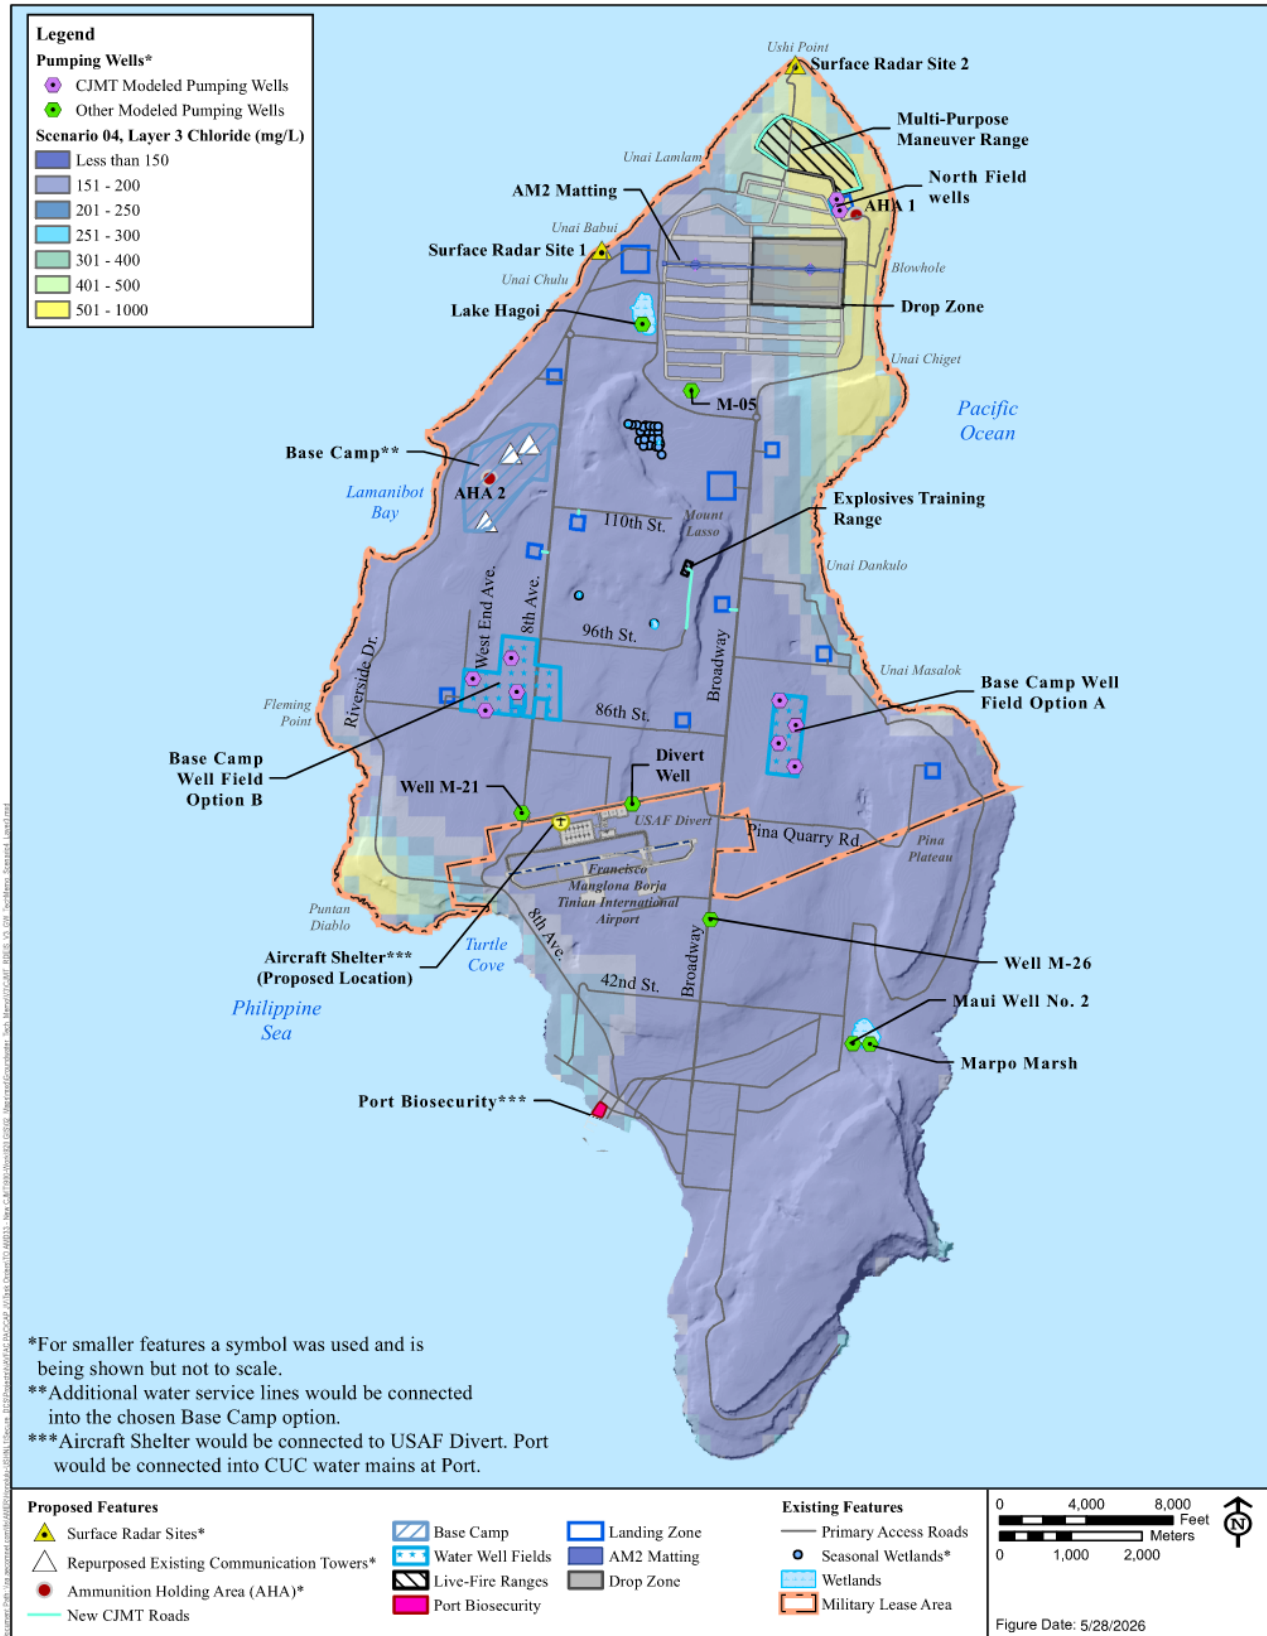 Legend
Pumping Wells*
CJMT Modeled Pumping Wells
Other Modeled Pumping Wells
Scenario 04, Layer 3 Chloride (mg/L)
Less than 150
151 - 200
201 - 250
251 - 300
301 - 400
401 - 500
501 - 1000
Ushi Point
Surface Radar Site 2
Multi-Purpose
Maneuver Range
Unai Lamlam
North Field
wells
AM2 Matting
AHA 1
Unai Babui
Surface Radar Site 1
Blowhole
Unai Chulu
Lake Hagoi
Drop Zone
Unai Chiget
M-05
Pacific
Ocean
Base Camp**
AHA 2
Lamanibot
Bay
Explosives Training
Range
Mount
Lasso
110th St.
Unai Dankulo
West End Ave.
8th Ave.
96th St.
Broadway
Riverside Dr.
Unai Masalok
Base Camp Well
Field Option A
Fleming
Point
86th St.
Base Camp
Well Field
Option B
Divert
Well
Well M-21
USAF Divert
Pina Quarry Rd.
Pina
Plateau
Francisco
Manglona Borja
Tinian International
Airport
Puntan
Diablo
8th Ave.
Turtle
Cove
Aircraft Shelter***
(Proposed Location)
Broadway
Well M-26
42nd St.
Philippine
Sea
Maui Well No. 2
Marpo Marsh
Port Biosecurity***
*For smaller features a symbol was used and is
being shown but not to scale.
**Additional water service lines would be connected
into the chosen Base Camp option.
***Aircraft Shelter would be connected to USAF Divert. Port
would be connected into CUC water mains at Port.
Proposed Features
Surface Radar Sites*
Repurposed Existing Communication Towers*
Ammunition Holding Area (AHA)*
New CJMT Roads
Base Camp
Water Well Fields
Live-Fire Ranges
Port Biosecurity
Landing Zone
AM2 Matting
Drop Zone
Existing Features
Primary Access Roads
Seasonal Wetlands*
Wetlands
Military Lease Area
0 4,000 8,000
Feet
Meters
0 1,000 2,000
N
Figure Date: 5/28/2026